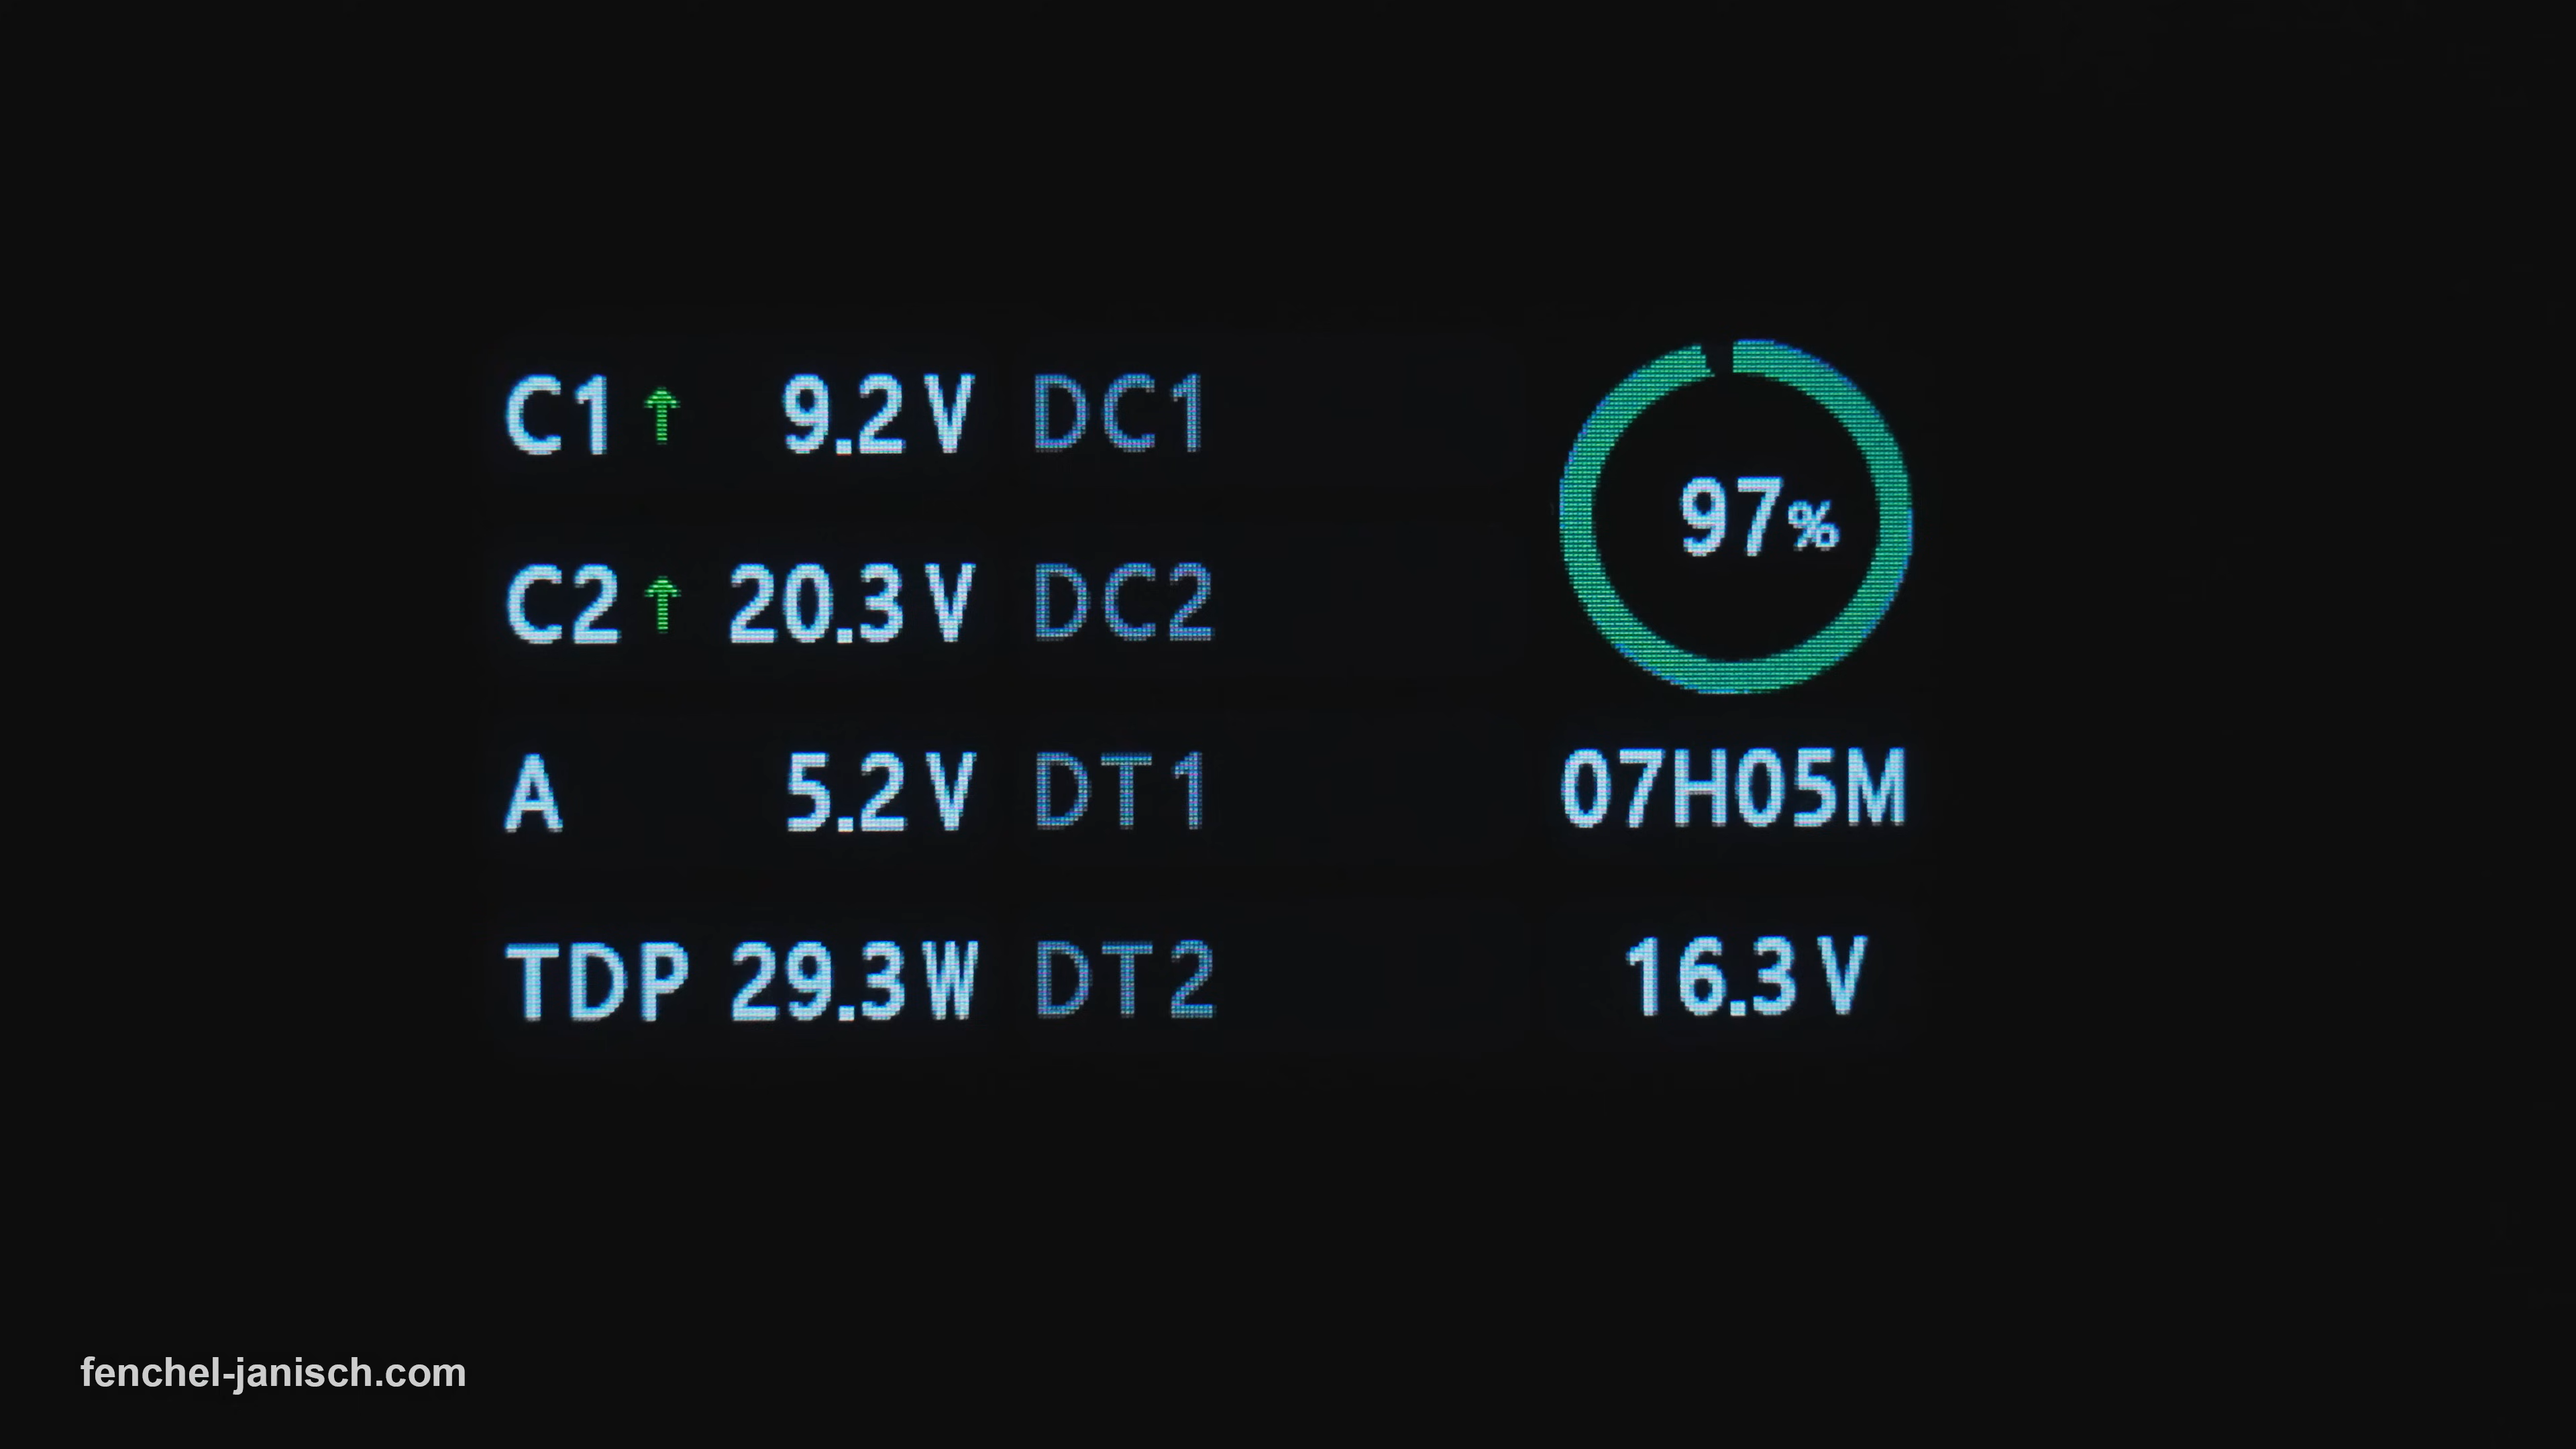 C1 ↑ 9.2 V DC1
C2 ↑ 20.3 V DC2
A 5.2 V DT1
TDP 29.3 W DT2
97%
07H05M
16.3 V
fenchel-janisch.com